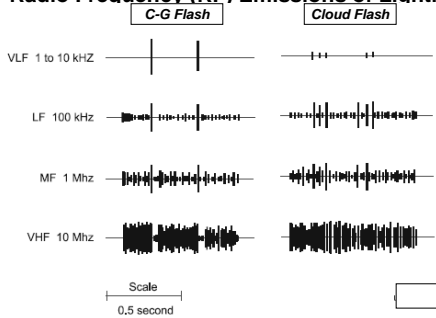 C-G Flash Cloud Flash
VLF 1 to 10 kHZ
LF 100 kHz
MF 1 Mhz
VHF 10 Mhz
Scale
0.5 second